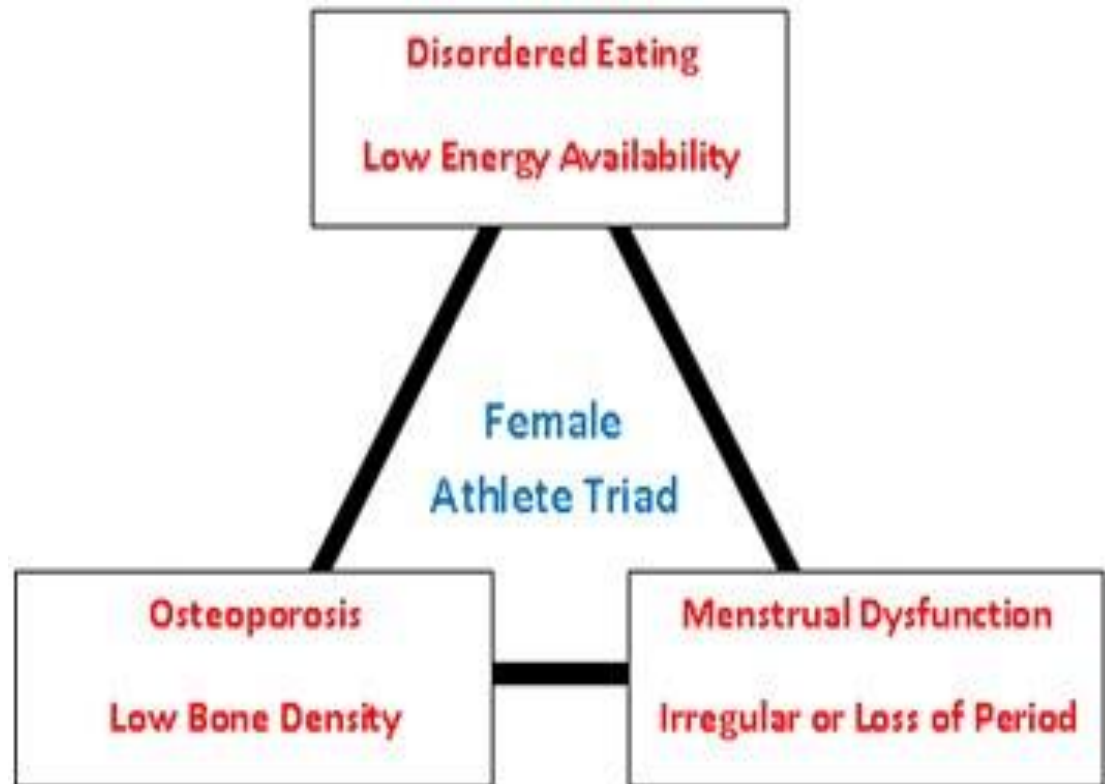 Disordered Eating
Low Energy Availability
Female
Athlete Triad
Osteoporosis
Low Bone Density
Menstrual Dysfunction
Irregular or Loss of Period